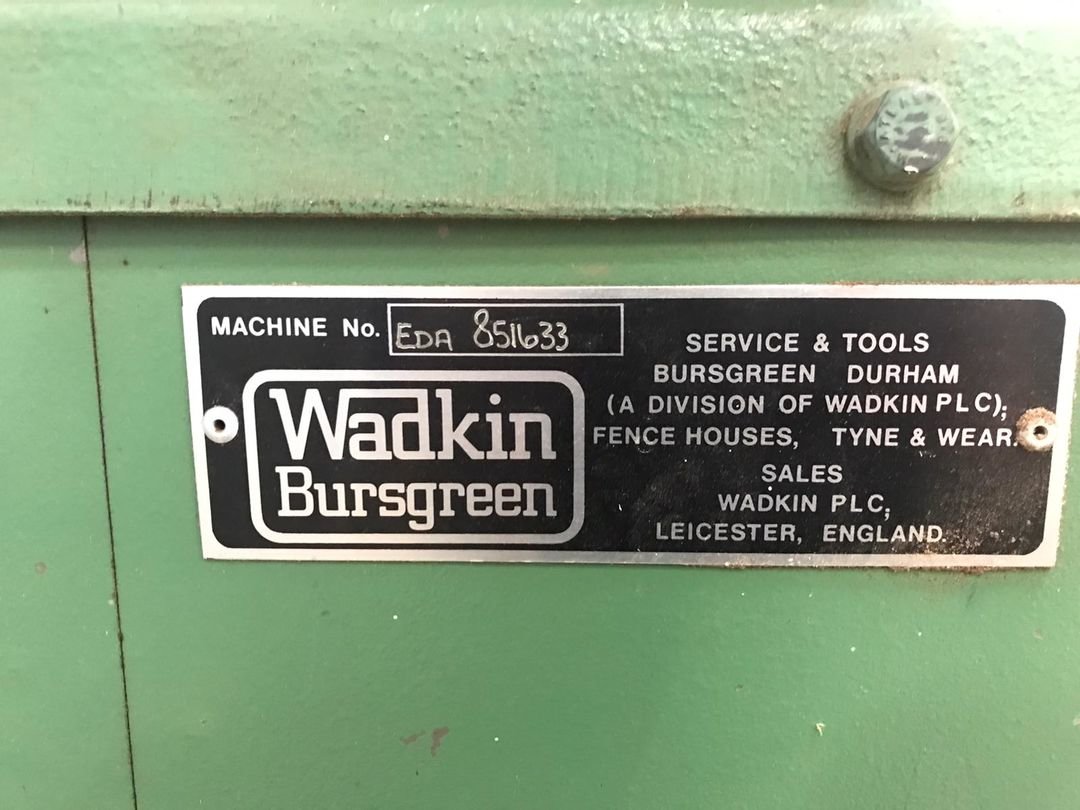 MACHINE No. EDA 851633
Wadkin
Bursgreen
SERVICE & TOOLS
BURSGREEN DURHAM
(A DIVISION OF WADKIN PLC);
FENCE HOUSES, TYNE & WEAR.
SALES
WADKIN PLC;
LEICESTER, ENGLAND.